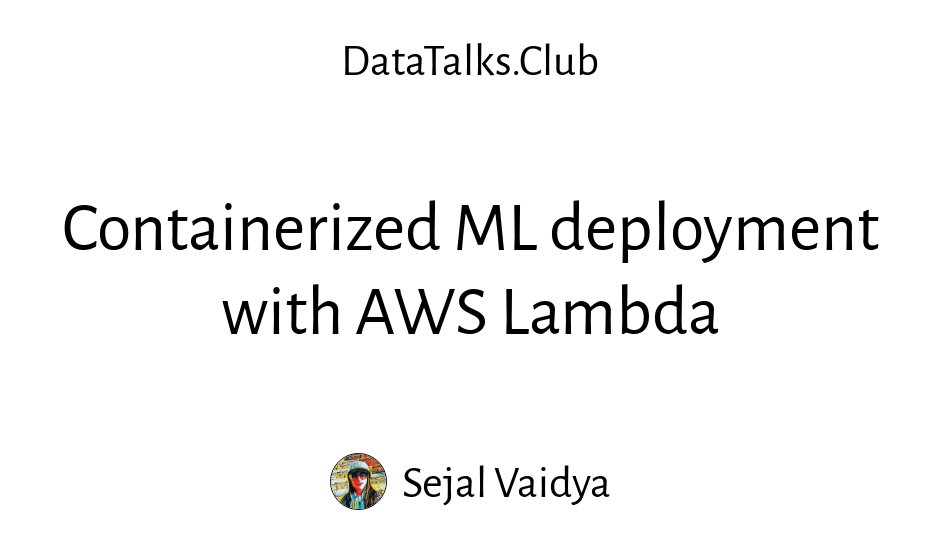 DataTalks.Club
Containerized ML deployment
with AWS Lambda
Sejal Vaidya